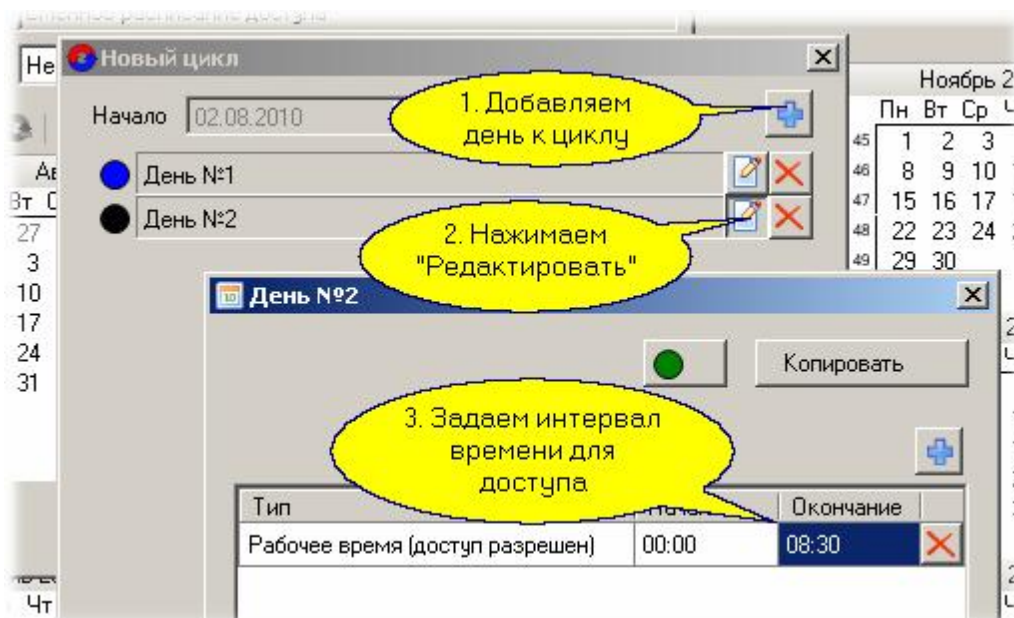 Не
Новый цикл
Ноябрь 2
Начало 02.08.2010
1. Добавляем
день к циклу
Пн Вт Ср
45 1 2 3
День №1
46 8 9 10
Вт
47 15 16 17
27
День №2
48 22 23 24
3
2. Нажимаем
"Редактировать"
49 29 30
10
День №2
17
24
Копировать
31
3. Задаем интервал
времени для
доступа
Тип Окончание
Рабочее время (доступ разрешен) 00:00 08:30
Чт